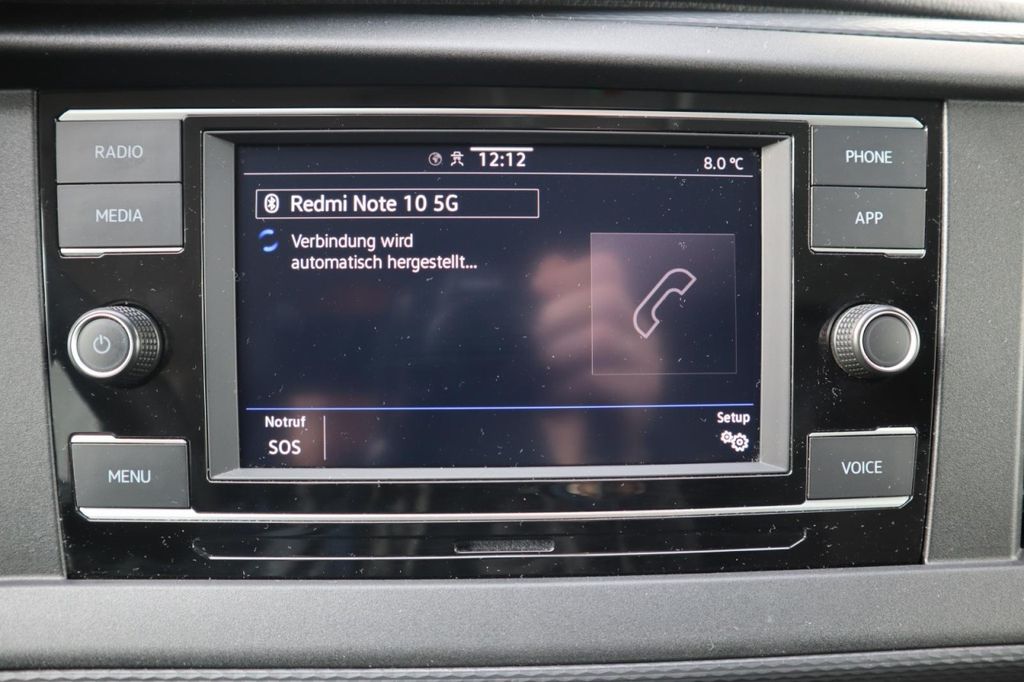 RADIO
MEDIA
MENU
12:12
8.0 °C
Redmi Note 10 5G
Verbindung wird
automatisch hergestellt...
Notruf
SOS
Setup
PHONE
APP
VOICE